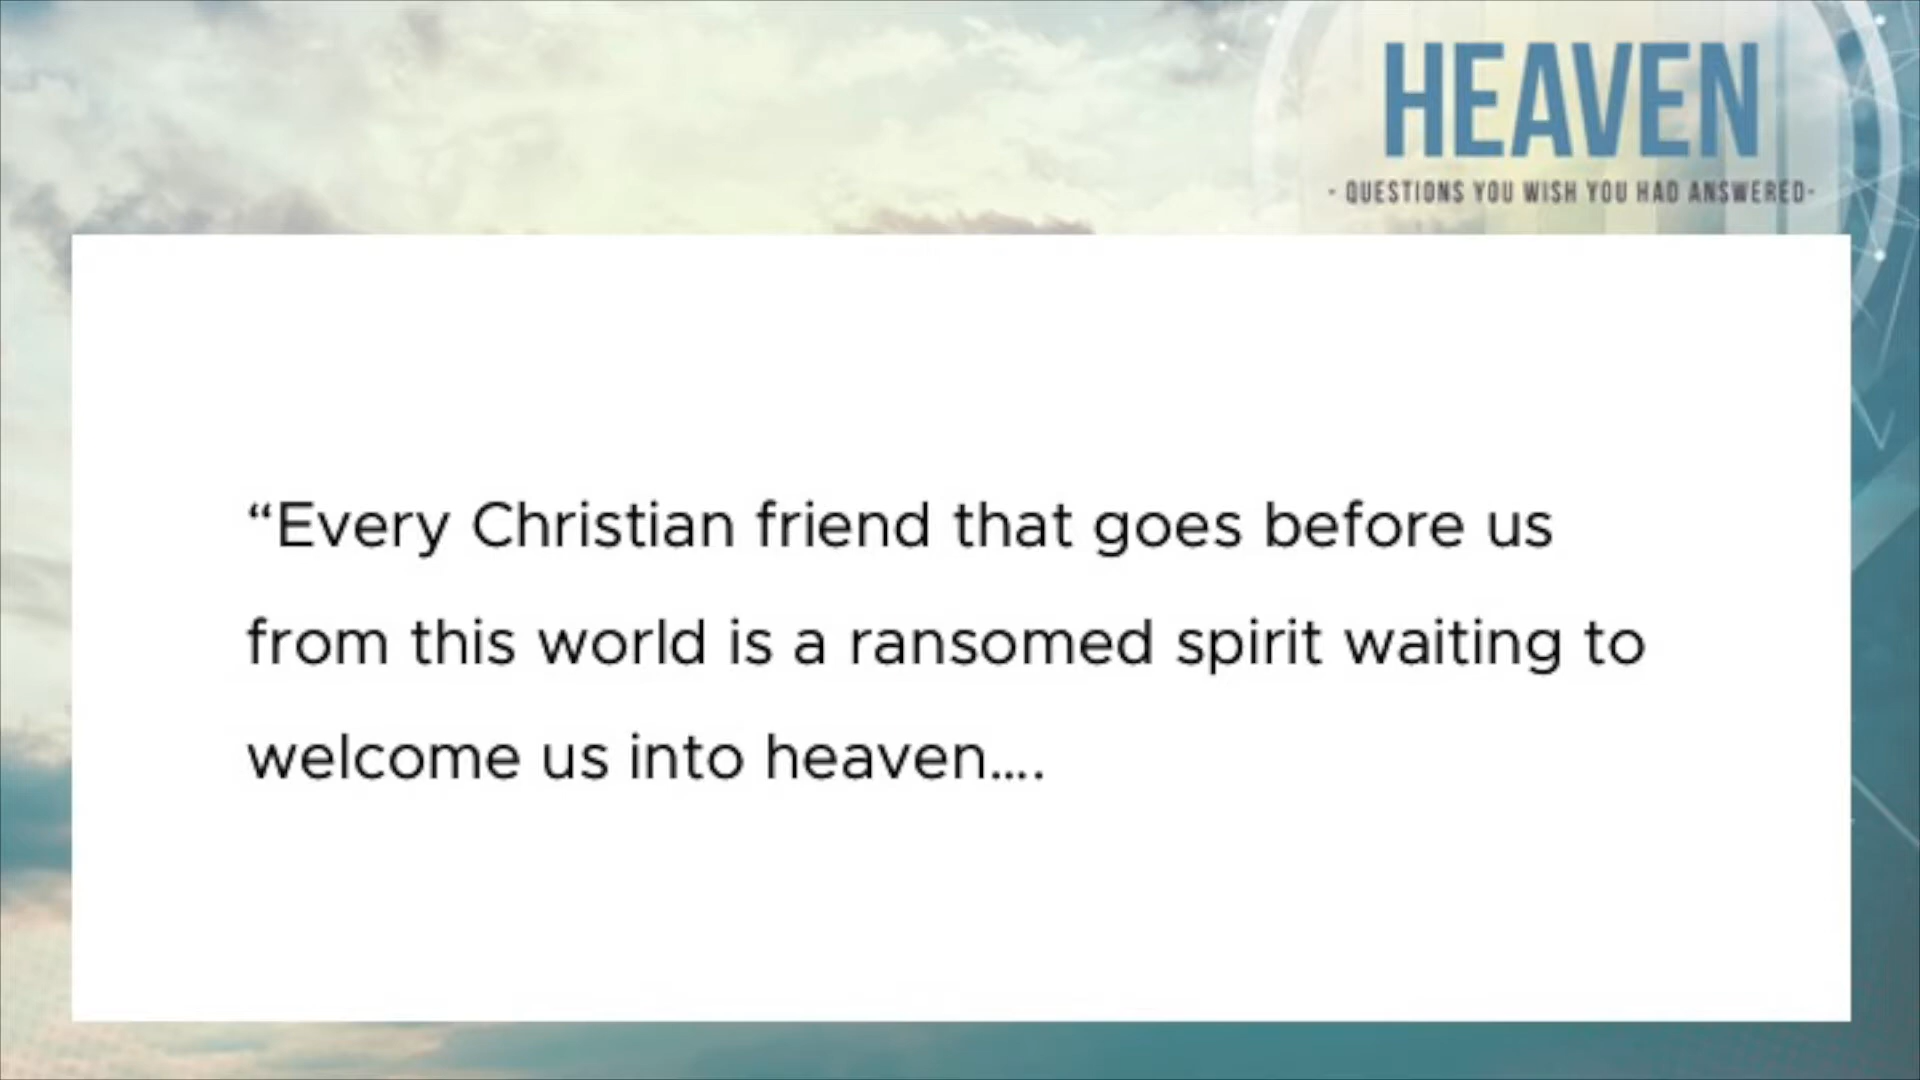 HEAVEN
- QUESTIONS YOU WISH YOU HAD ANSWERED-
“Every Christian friend that goes before us
from this world is a ransomed spirit waiting to
welcome us into heaven….